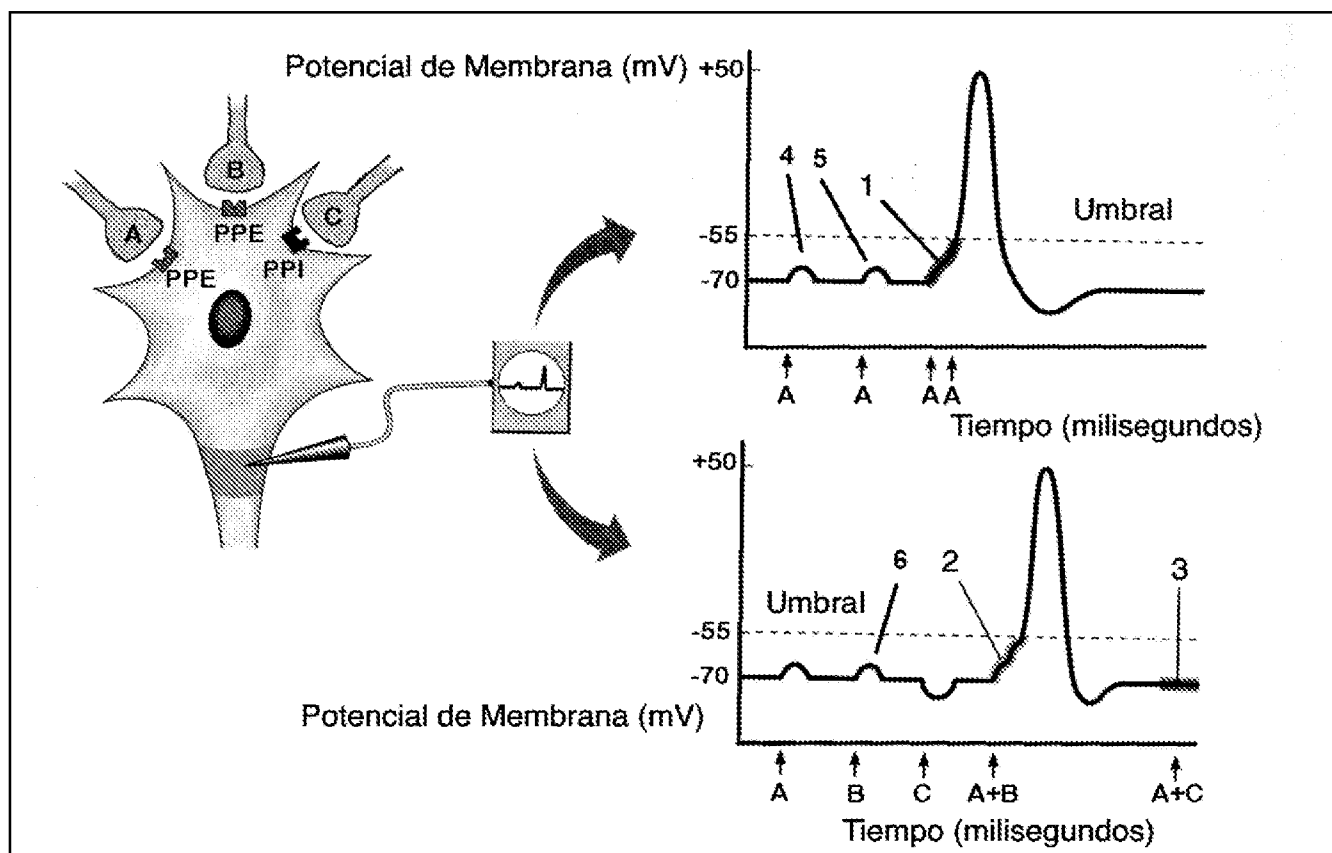 Potencial de Membrana (mV)
+50
4
5
1
Umbral
-55
-70
A
A
A A
Tiempo (milisegundos)
B
A
C
PPE
PPE
PPI
+50
6
2
3
Umbral
-55
-70
Potencial de Membrana (mV)
A
B
C
A+B
A+C
Tiempo (milisegundos)